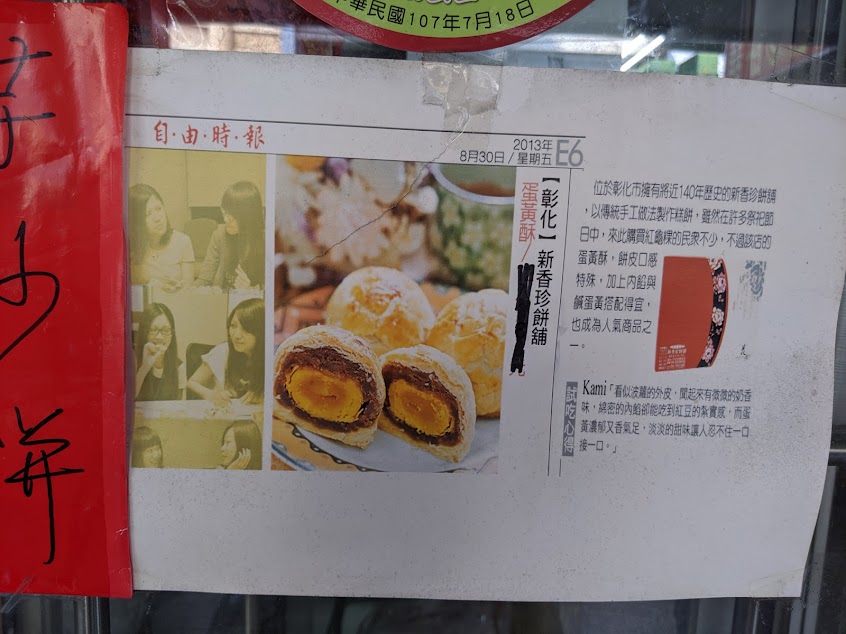 中華民國107年7月18日
自·由·時·報
2013年
8月30日/星期五
E6
【彰化】新香珍餅舖
蛋黃酥/
位於彰化市擁有將近140年歷史的新香珍餅舖
，以傳統手工做法製作糕餅，雖然在許多祭祀節
日中，來此購買紅龜粿的民衆不少，不過該店的
蛋黃酥，餅皮口感
特殊，加上內餡與
鹹蛋黃搭配得宜，
也成為人氣商品之
一。
試吃心得
Kami「看似波蘿的外皮，聞起來有微微的奶香
味，綿密的內餡卻能吃到紅豆的紮實感，而蛋
黃濃郁又香氣足，淡淡的甜味讓人忍不住一口
接一口。」
沙
餅